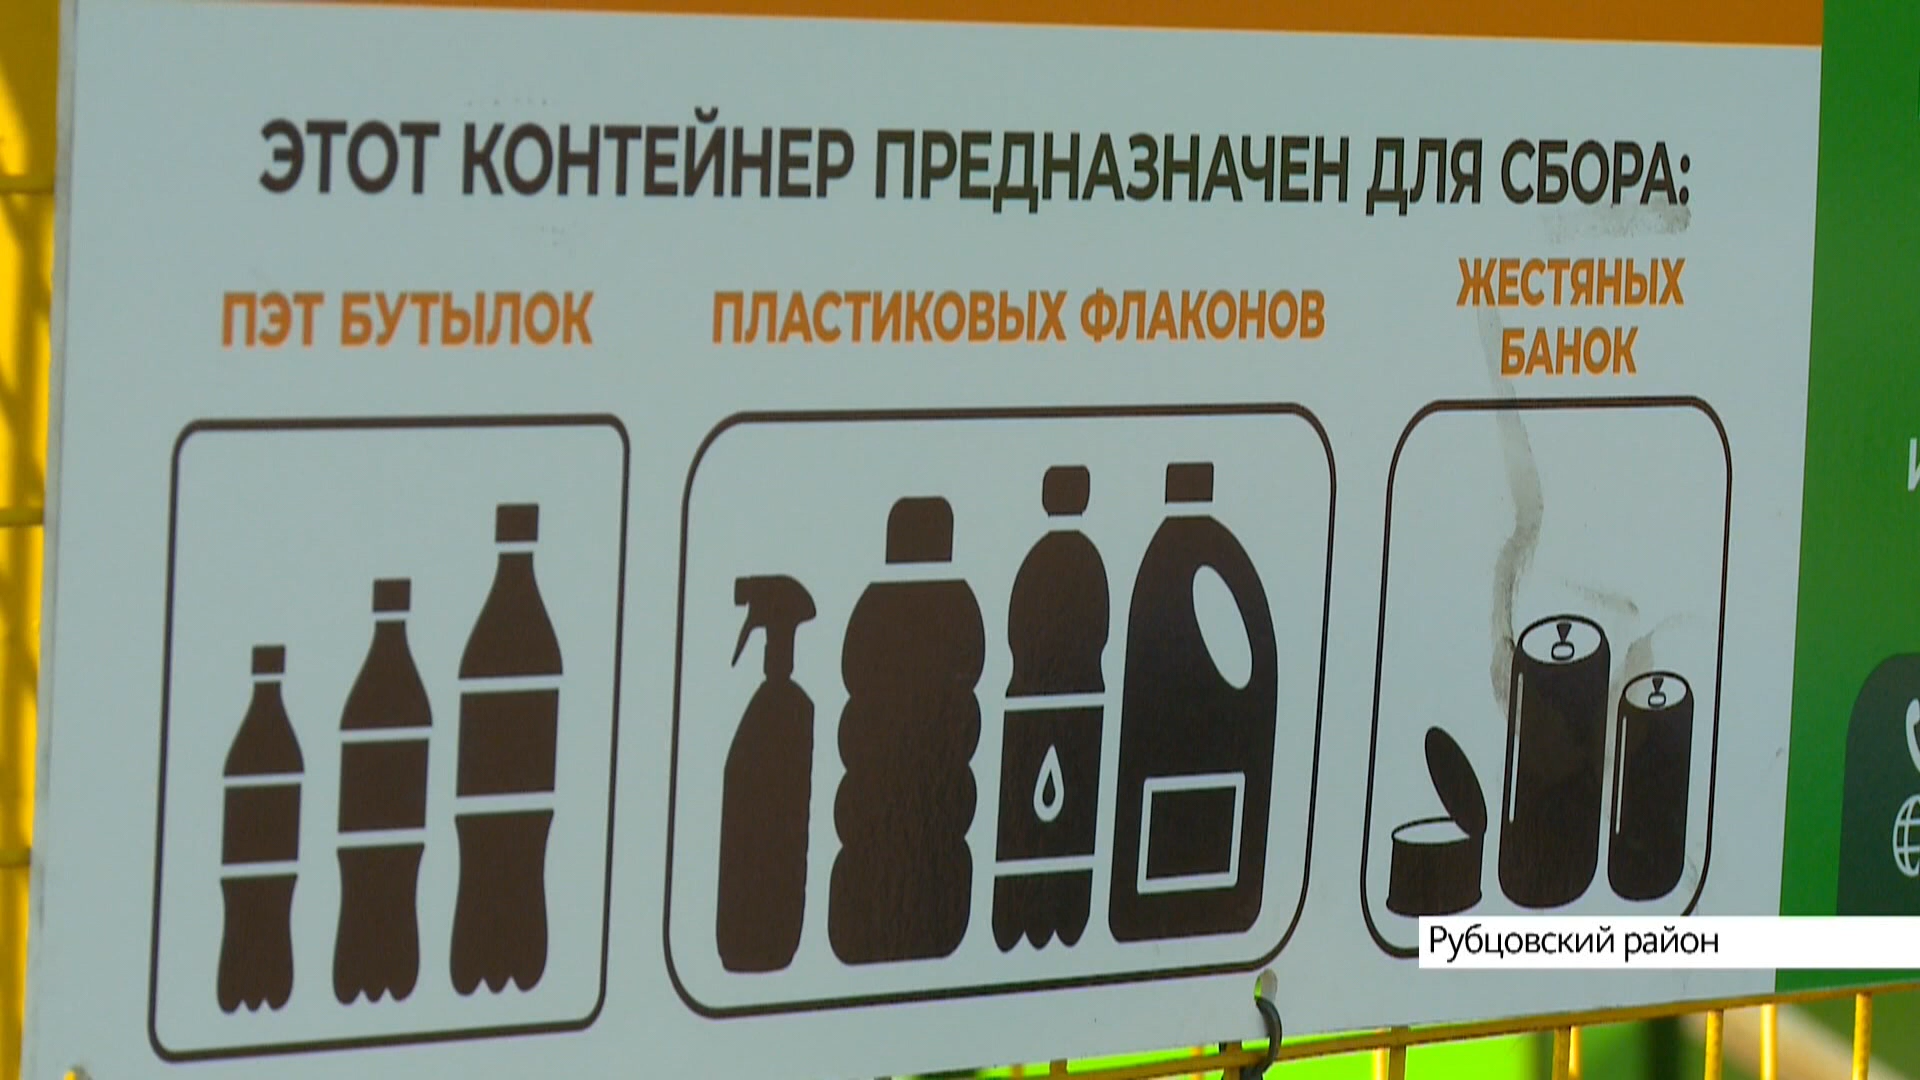 ЭТОТ КОНТЕЙНЕР ПРЕДНАЗНАЧЕН ДЛЯ СБОРА:
ПЭТ БУТЫЛОК
ПЛАСТИКОВЫХ ФЛАКОНОВ
ЖЕСТЯНЫХ
БАНОК
Рубцовский район